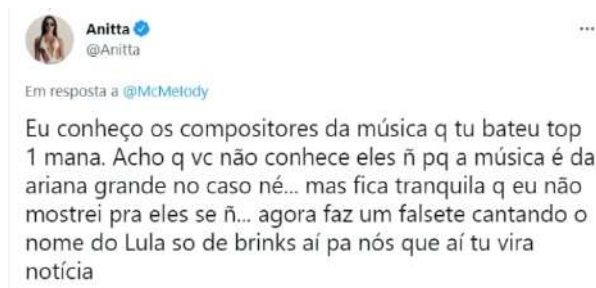 Anitta
@Anitta
...
Em resposta a @McMelody
Eu conheço os compositores da música q tu bateu top
1 mana. Acho q vc não conhece eles ñ pq a música é da
ariana grande no caso né... mas fica tranquila q eu não
mostrei pra eles se ñ... agora faz um falsete cantando o
nome do Lula so de brinks aí pa nós que aí tu vira
notícia